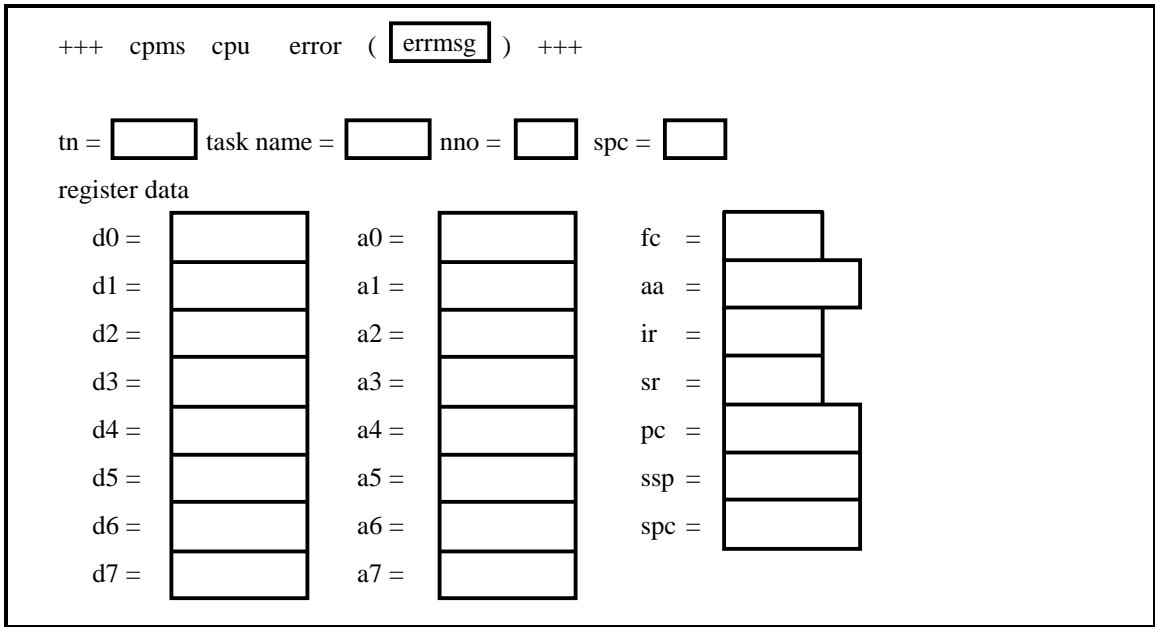 +++ cpms cpu error ( errmsg ) +++
tn = task name = nno = spc =
register data
d0 = a0 = fc =
d1 = a1 = aa =
d2 = a2 = ir =
d3 = a3 = sr =
d4 = a4 = pc =
d5 = a5 = ssp =
d6 = a6 = spc =
d7 = a7 =